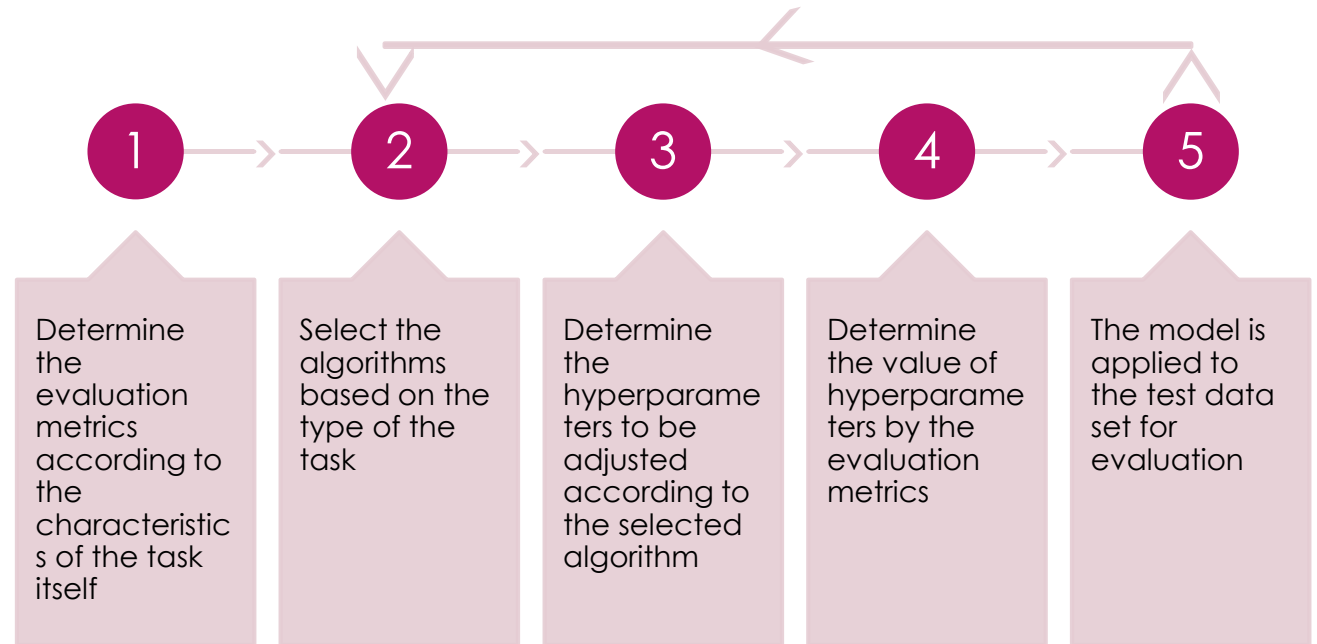 1
2
3
4
5
Determine
the
evaluation
metrics
according to
the
characteristic
s of the task
itself
Select the
algorithms
based on the
type of the
task
Determine
the
hyperparame
ters to be
adjusted
according to
the selected
algorithm
Determine
the value of
hyperparame
ters by the
evaluation
metrics
The model is
applied to
the test data
set for
evaluation